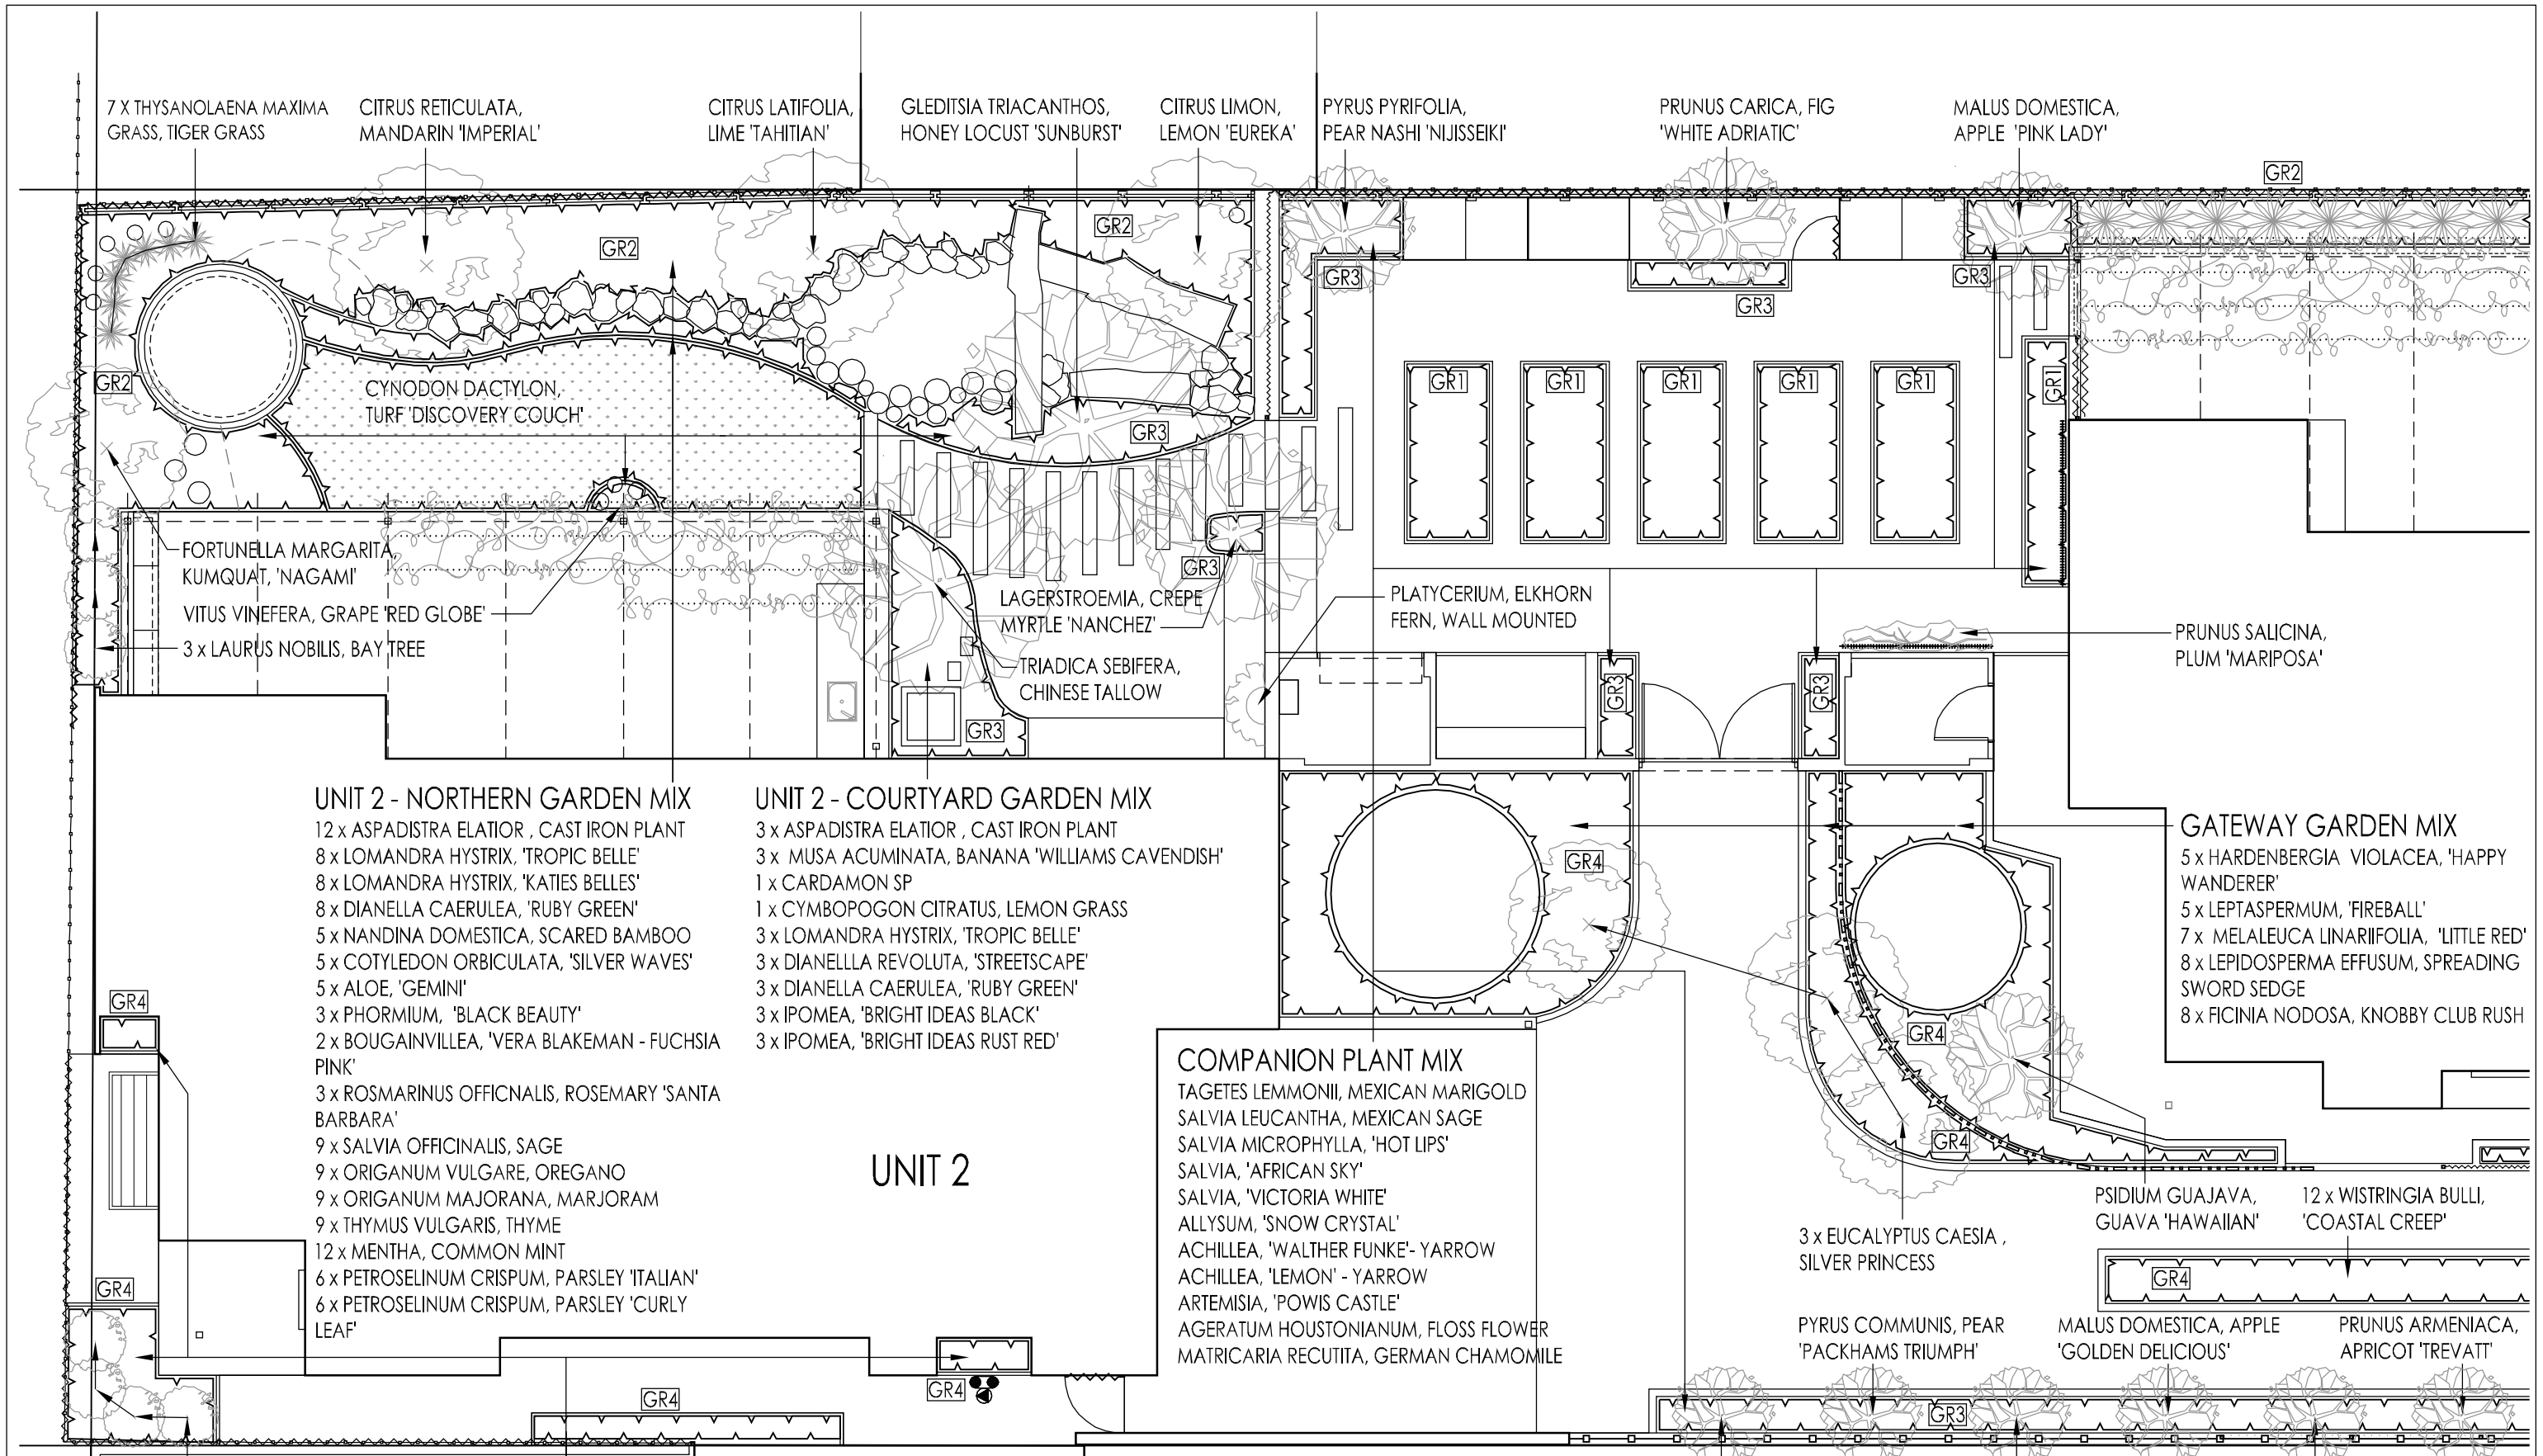 7 X THYSANOLAENA MAXIMA
GRASS, TIGER GRASS
CITRUS RETICULATA,
MANDARIN 'IMPERIAL'
CITRUS LATIFOLIA,
LIME 'TAHITIAN'
GLEDITSIA TRIACANTHOS,
HONEY LOCUST 'SUNBURST'
CITRUS LIMON,
LEMON 'EUREKA'
PYRUS PYRIFOLIA,
PEAR NASHI 'NIJISSEIKI'
PRUNUS CARICA, FIG
'WHITE ADRIATIC'
MALUS DOMESTICA,
APPLE 'PINK LADY'
GR2
GR2
GR2
GR3
GR3
GR3
GR2
CYNODON DACTYLON,
TURF 'DISCOVERY COUCH'
GR1
GR1
GR1
GR1
GR1
GR1
GR3
FORTUNELLA MARGARITA,
KUMQUAT, 'NAGAMI'
VITUS VINEFERA, GRAPE 'RED GLOBE'
3 x LAURUS NOBILIS, BAY TREE
GR3
LAGERSTROEMIA, CREPE
MYRTLE 'NANCHEZ'
TRIADICA SEBIFERA,
CHINESE TALLOW
PLATYCERIUM, ELKHORN
FERN, WALL MOUNTED
PRUNUS SALICINA,
PLUM 'MARIPOSA'
GR3
GR3
GR3
UNIT 2 - NORTHERN GARDEN MIX
12 x ASPADISTRA ELATIOR , CAST IRON PLANT
8 x LOMANDRA HYSTRIX, 'TROPIC BELLE'
8 x LOMANDRA HYSTRIX, 'KATIES BELLES'
8 x DIANELLA CAERULEA, 'RUBY GREEN'
5 x NANDINA DOMESTICA, SCARED BAMBOO
5 x COTYLEDON ORBICULATA, 'SILVER WAVES'
5 x ALOE, 'GEMINI'
3 x PHORMIUM, 'BLACK BEAUTY'
2 x BOUGAINVILLEA, 'VERA BLAKEMAN - FUCHSIA
PINK'
3 x ROSMARINUS OFFICNALIS, ROSEMARY 'SANTA
BARBARA'
9 x SALVIA OFFICINALIS, SAGE
9 x ORIGANUM VULGARE, OREGANO
9 x ORIGANUM MAJORANA, MARJORAM
9 x THYMUS VULGARIS, THYME
12 x MENTHA, COMMON MINT
6 x PETROSELINUM CRISPUM, PARSLEY 'ITALIAN'
6 x PETROSELINUM CRISPUM, PARSLEY 'CURLY
LEAF'
UNIT 2 - COURTYARD GARDEN MIX
3 x ASPADISTRA ELATIOR , CAST IRON PLANT
3 x MUSA ACUMINATA, BANANA 'WILLIAMS CAVENDISH'
1 x CARDAMON SP
1 x CYMBOPOGON CITRATUS, LEMON GRASS
3 x LOMANDRA HYSTRIX, 'TROPIC BELLE'
3 x DIANELLLA REVOLUTA, 'STREETSCAPE'
3 x DIANELLA CAERULEA, 'RUBY GREEN'
3 x IPOMEA, 'BRIGHT IDEAS BLACK'
3 x IPOMEA, 'BRIGHT IDEAS RUST RED'
UNIT 2
COMPANION PLANT MIX
TAGETES LEMMONII, MEXICAN MARIGOLD
SALVIA LEUCANTHA, MEXICAN SAGE
SALVIA MICROPHYLLA, 'HOT LIPS'
SALVIA, 'AFRICAN SKY'
SALVIA, 'VICTORIA WHITE'
ALLYSUM, 'SNOW CRYSTAL'
ACHILLEA, 'WALTHER FUNKE'- YARROW
ACHILLEA, 'LEMON' - YARROW
ARTEMISIA, 'POWIS CASTLE'
AGERATUM HOUSTONIANUM, FLOSS FLOWER
MATRICARIA RECUTITA, GERMAN CHAMOMILE
GATEWAY GARDEN MIX
5 x HARDENBERGIA VIOLACEA, 'HAPPY
WANDERER'
5 x LEPTASPERMUM, 'FIREBALL'
7 x MELALEUCA LINARIIFOLIA, 'LITTLE RED'
8 x LEPIDOSPERMA EFFUSUM, SPREADING
SWORD SEDGE
8 x FICINIA NODOSA, KNOBBY CLUB RUSH
GR4
GR4
GR4
PSIDIUM GUAJAVA,
GUAVA 'HAWAIIAN'
12 x WISTRINGIA BULLI,
'COASTAL CREEP'
3 x EUCALYPTUS CAESIA ,
SILVER PRINCESS
GR4
PYRUS COMMUNIS, PEAR
'PACKHAMS TRIUMPH'
MALUS DOMESTICA, APPLE
'GOLDEN DELICIOUS'
PRUNUS ARMENIACA,
APRICOT 'TREVATT'
GR3
GR4
GR4
GR4
GR4